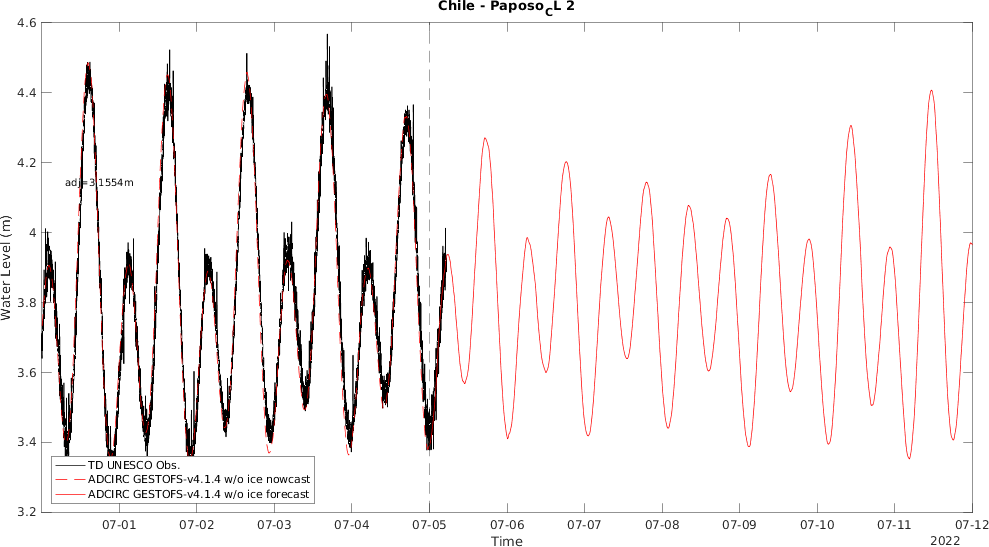 Chile - Paposo_CL 2
4.6
4.4
4.2
4
3.8
3.6
3.4
3.2
Water Level (m)
adj=3.1554m
TD UNESCO Obs.
ADCIRC GESTOFS-v4.1.4 w/o ice nowcast
ADCIRC GESTOFS-v4.1.4 w/o ice forecast
07-01 07-02 07-03 07-04 07-05 07-06 07-07 07-08 07-09 07-10 07-11 07-12
Time
2022